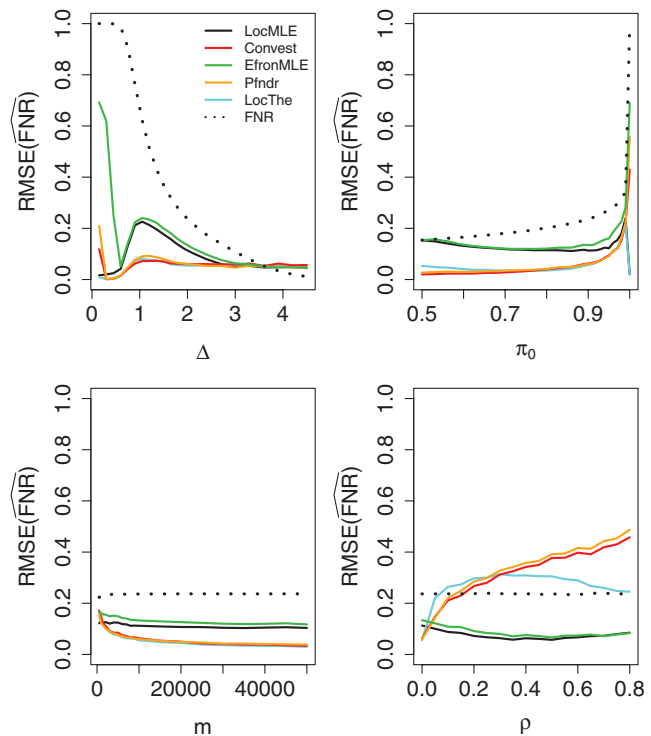 RMSE(FNR)
0.0 0.2 0.4 0.6 0.8 1.0
LocMLE
Convest
EfronMLE
Pfndr
LocThe
FNR
0 1 2 3 4
Δ
RMSE(FNR)
0.0 0.2 0.4 0.6 0.8 1.0
0.5 0.7 0.9
π0
RMSE(FNR)
0.0 0.2 0.4 0.6 0.8 1.0
0 20000 40000
m
RMSE(FNR)
0.0 0.2 0.4 0.6 0.8 1.0
0.0 0.2 0.4 0.6 0.8
ρ